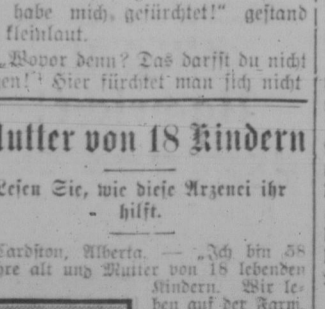 habe mich gefürchtet!" gestand
kleinlaut.
„Wovor denn? Das darfst du nicht
en!" Hier fürchtet man sich nicht
Mutter von 18 Kindern
Lesen Sie, wie diese Arzenei ihr
hilft.
Cardston, Alberta. — „Ich bin 58
hre alt und Mutter von 18 lebenden
Kindern. Wir le-
ben auf der Farm